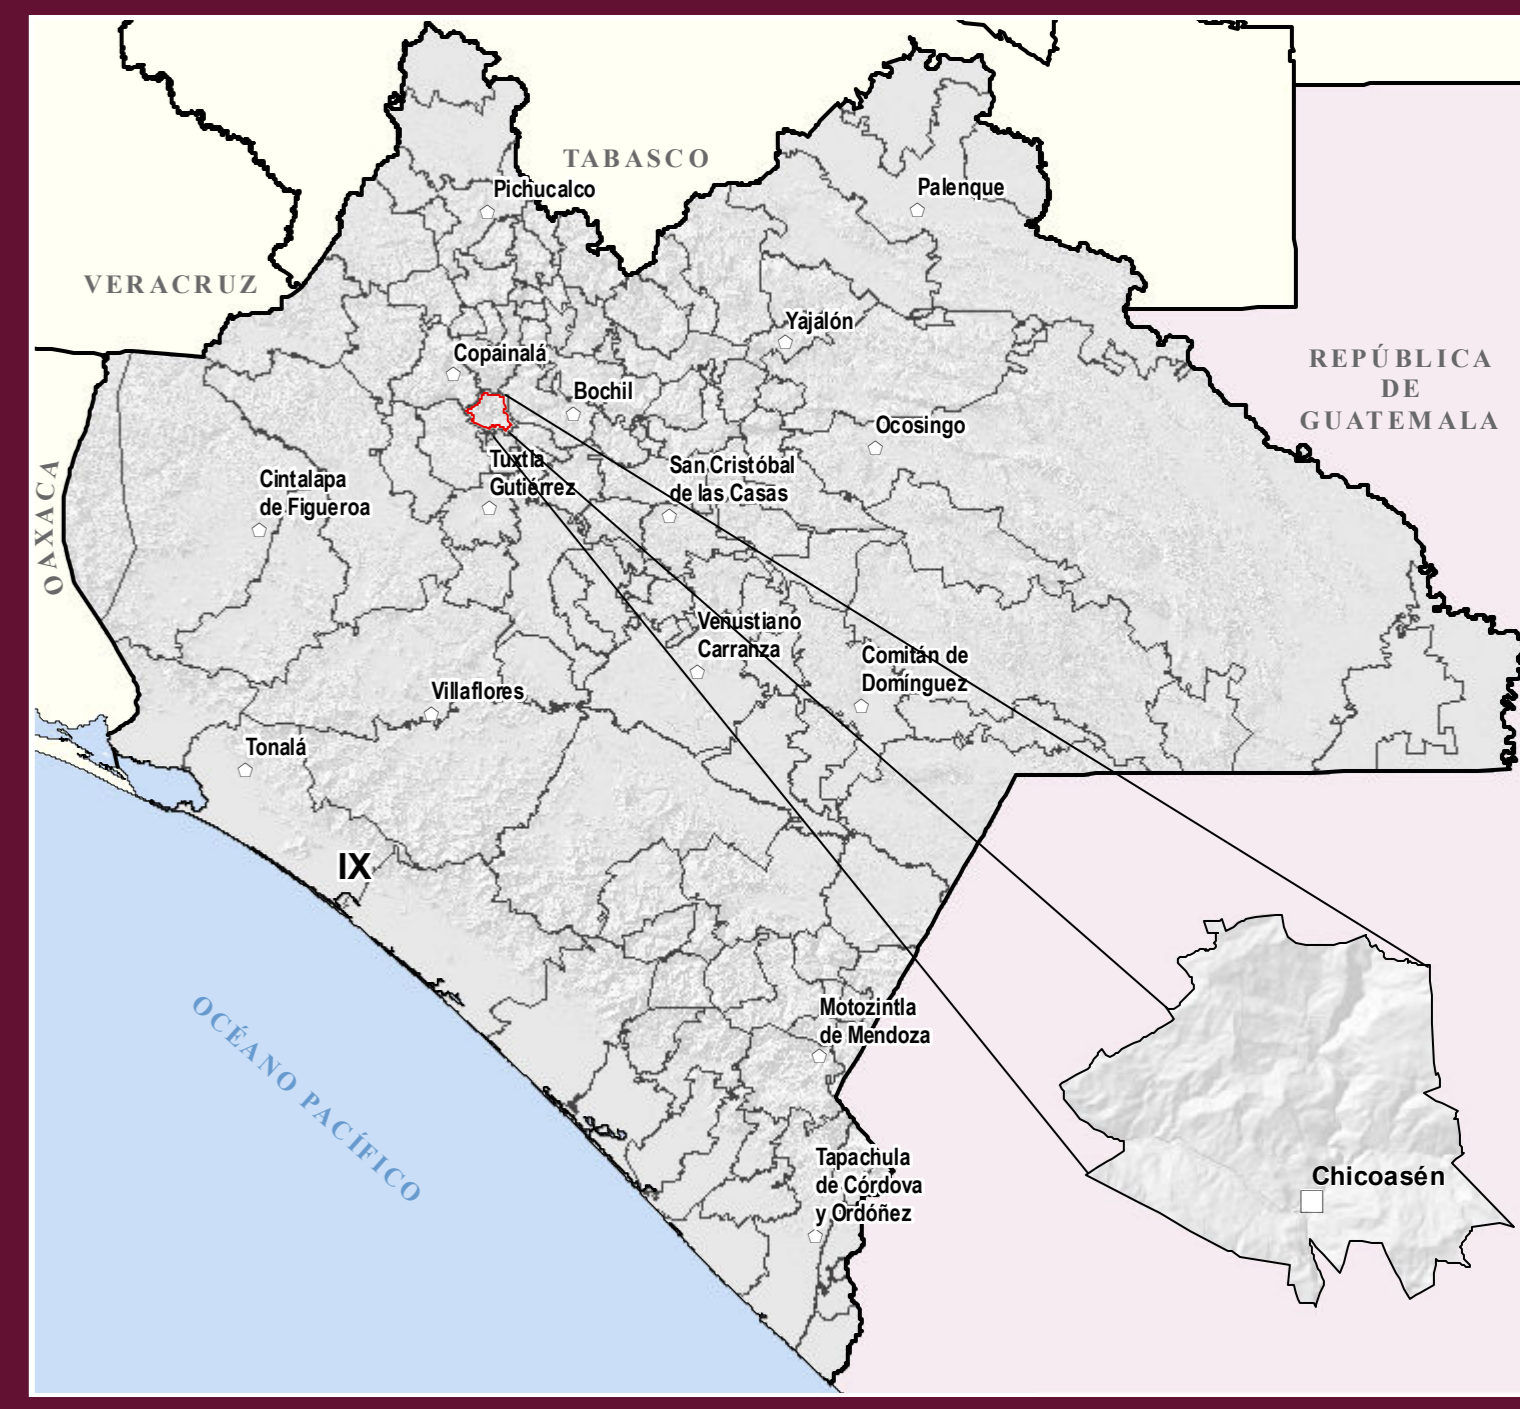 TABASCO
Pichucalco
Palenque
VERACRUZ
Yajalón
Copainalá
REPÚBLICA
DE
GUATEMALA
Bochil
Ocosingo
Tuxtla
Gutiérrez
San Cristóbal
de las Casas
Cintalapa
de Figueroa
OAXACA
Venustiano
Carranza
Comitán de
Domínguez
Villaflores
Tonalá
IX
OCÉANO PACÍFICO
Motozintla
de Mendoza
Tapachula
de Córdova
y Ordóñez
Chicoasén